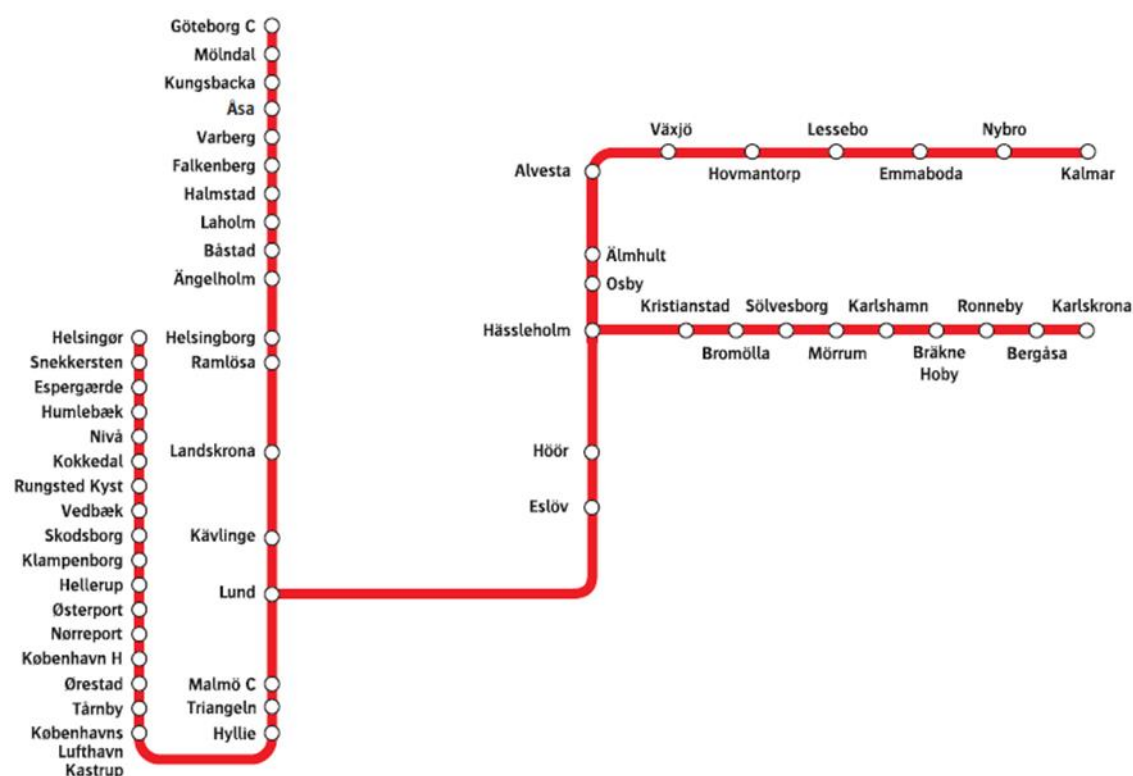 Göteborg C
Mölndal
Kungsbacka
Åsa
Varberg
Falkenberg
Halmstad
Laholm
Båstad
Ängelholm
Helsingborg
Ramlösa
Landskrona
Kävlinge
Lund
Malmö C
Triangeln
Hyllie
Helsingør
Snekkersten
Espergærde
Humlebæk
Nivå
Kokkedal
Rungsted Kyst
Vedbæk
Skodsborg
Klampenborg
Hellerup
Østerport
Nørreport
København H
Ørestad
Tårnby
Københavns
Lufthavn
Kastrup
Växjö
Lessebo
Nybro
Alvesta
Hovmantorp
Emmaboda
Kalmar
Älmhult
Osby
Hässleholm
Kristianstad
Sölvesborg
Karlshamn
Ronneby
Karlskrona
Bromölla
Mörrum
Bräkne
Hoby
Bergåsa
Höör
Eslöv